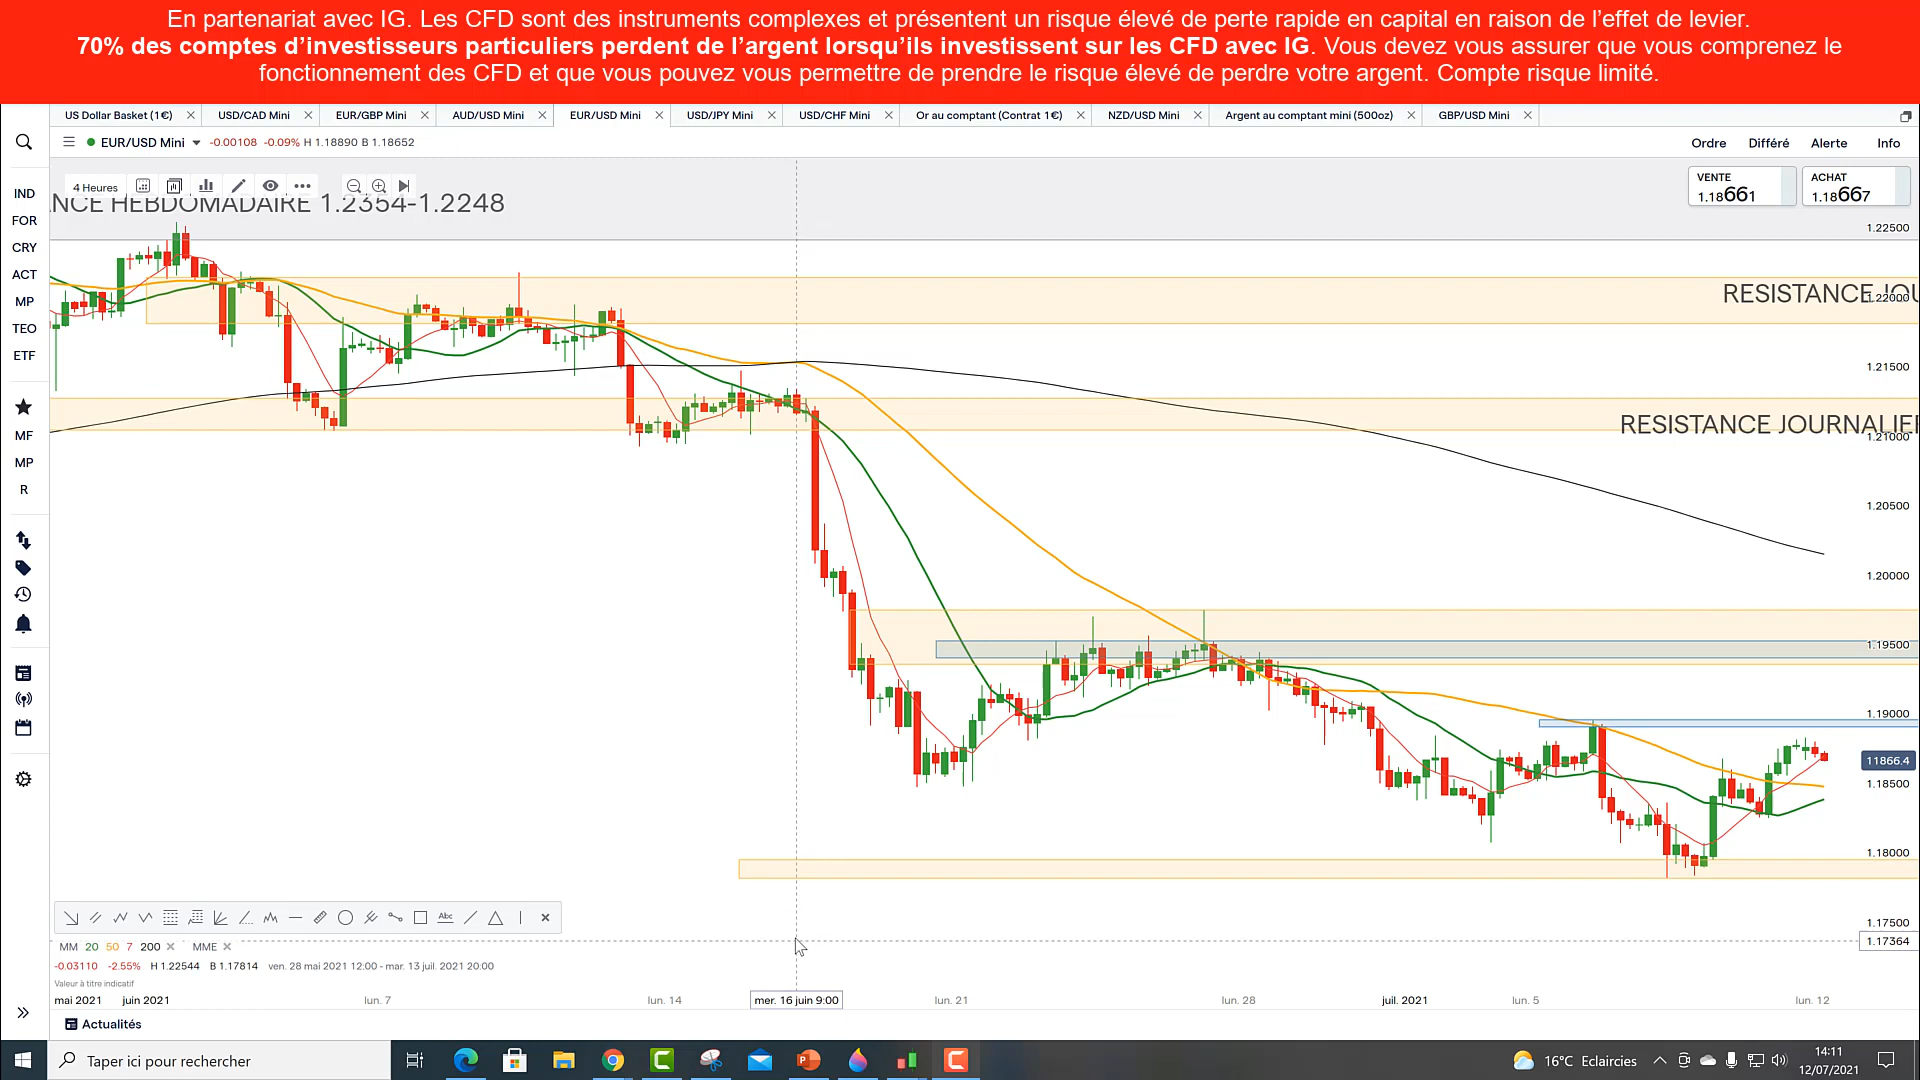 En partenariat avec IG. Les CFD sont des instruments complexes et présentent un risque élevé de perte rapide en capital en raison de l’effet de levier.
70% des comptes d’investisseurs particuliers perdent de l’argent lorsqu’ils investissent sur les CFD avec IG. Vous devez vous assurer que vous comprenez le
fonctionnement des CFD et que vous pouvez vous permettre de prendre le risque élevé de perdre votre argent. Compte risque limité.
US Dollar Basket (1€) USD/CAD Mini EUR/GBP Mini AUD/USD Mini EUR/USD Mini USD/JPY Mini USD/CHF Mini Or au comptant (Contrat 1€) NZD/USD Mini Argent au comptant mini (500oz) GBP/USD Mini
EUR/USD Mini -0.00108 -0.09% H 1.18890 B 1.18652
Ordre Différé Alerte Info
4 Heures
VENTE
1.18661
ACHAT
1.18667
ANCE HEBDOMADAIRE 1.2354-1.2248
IND
FOR
CRY
ACT
MP
TEO
ETF
MF
MP
R
RESISTANCE JOU
RESISTANCE JOURNALIER
1.22500
1.22000
1.21500
1.21000
1.20500
1.20000
1.19500
1.19000
11866.4
1.18500
1.18000
1.17500
1.17364
Abc
MM 20 50 7 200 MME
-0.03110 -2.55% H 1.22544 B 1.17814 ven. 28 mai 2021 12:00 - mar. 13 juil. 2021 20:00
Valeur à titre indicatif
mai 2021 juin 2021 lun. 7 lun. 14 mer. 16 juin 9:00 lun. 21 lun. 28 juil. 2021 lun. 5 lun. 12
Actualités
Taper ici pour rechercher
16°C Eclaircies
14:11
12/07/2021